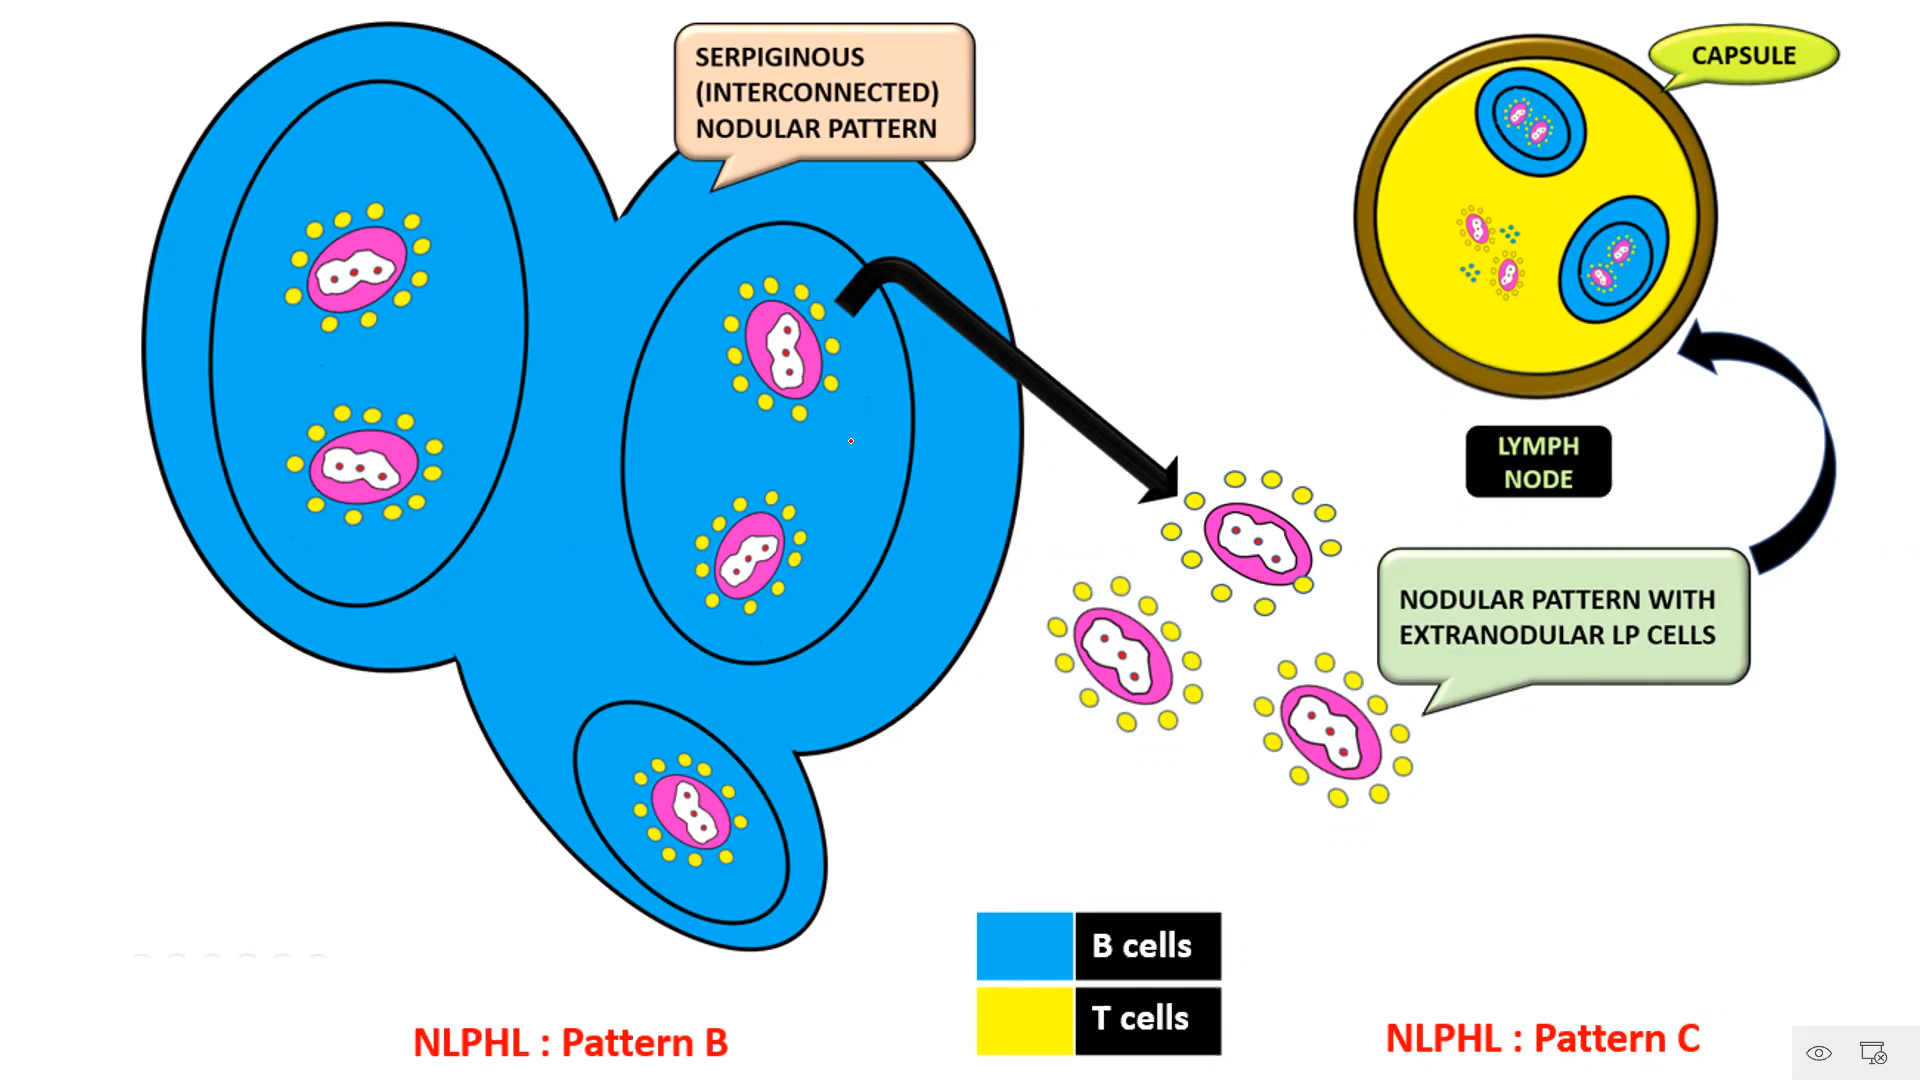 SERPIGINOUS
(INTERCONNECTED)
NODULAR PATTERN
CAPSULE
LYMPH
NODE
NODULAR PATTERN WITH
EXTRANODULAR LP CELLS
B cells
T cells
NLPHL : Pattern B
NLPHL : Pattern C